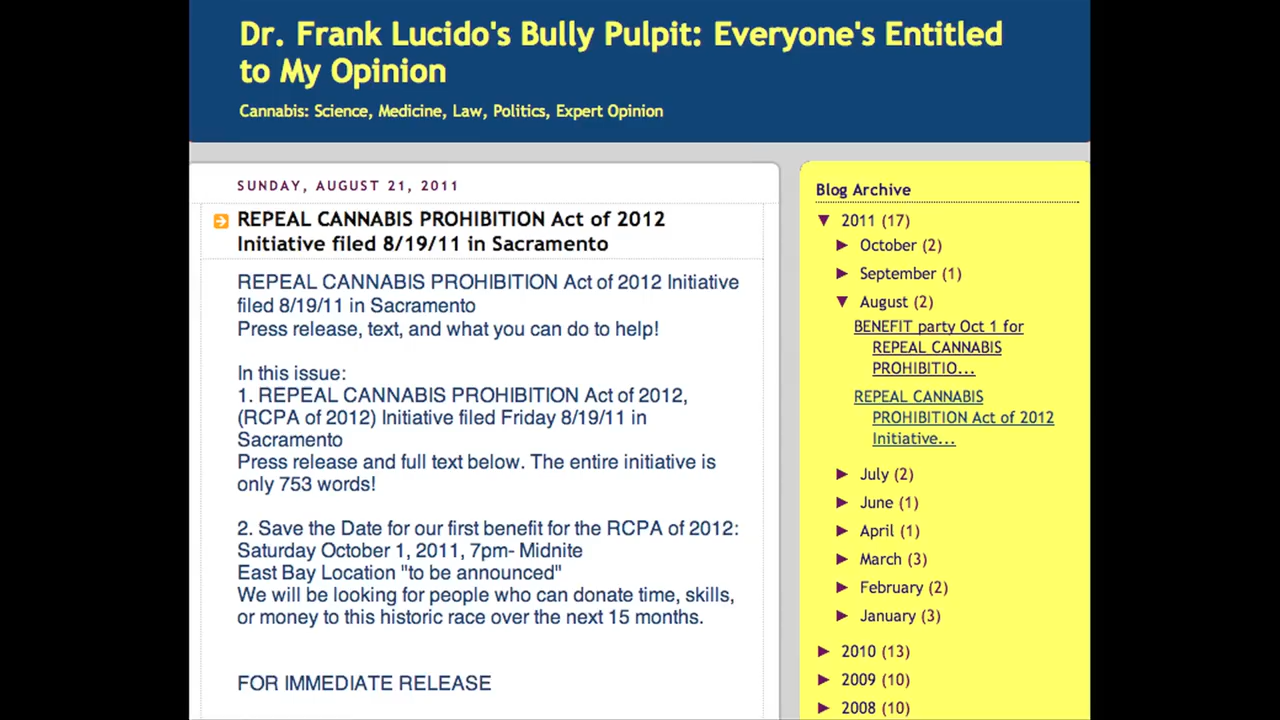 Dr. Frank Lucido's Bully Pulpit: Everyone's Entitled
to My Opinion
Cannabis: Science, Medicine, Law, Politics, Expert Opinion
SUNDAY, AUGUST 21, 2011
REPEAL CANNABIS PROHIBITION Act of 2012
Initiative filed 8/19/11 in Sacramento
REPEAL CANNABIS PROHIBITION Act of 2012 Initiative
filed 8/19/11 in Sacramento
Press release, text, and what you can do to help!
In this issue:
1. REPEAL CANNABIS PROHIBITION Act of 2012,
(RCPA of 2012) Initiative filed Friday 8/19/11 in
Sacramento
Press release and full text below. The entire initiative is
only 753 words!
2. Save the Date for our first benefit for the RCPA of 2012:
Saturday October 1, 2011, 7pm- Midnite
East Bay Location "to be announced"
We will be looking for people who can donate time, skills,
or money to this historic race over the next 15 months.
FOR IMMEDIATE RELEASE
Blog Archive
▼ 2011 (17)
► October (2)
► September (1)
▼ August (2)
BENEFIT party Oct 1 for
REPEAL CANNABIS
PROHIBITIO...
REPEAL CANNABIS
PROHIBITION Act of 2012
Initiative...
► July (2)
► June (1)
► April (1)
► March (3)
► February (2)
► January (3)
► 2010 (13)
► 2009 (10)
► 2008 (10)